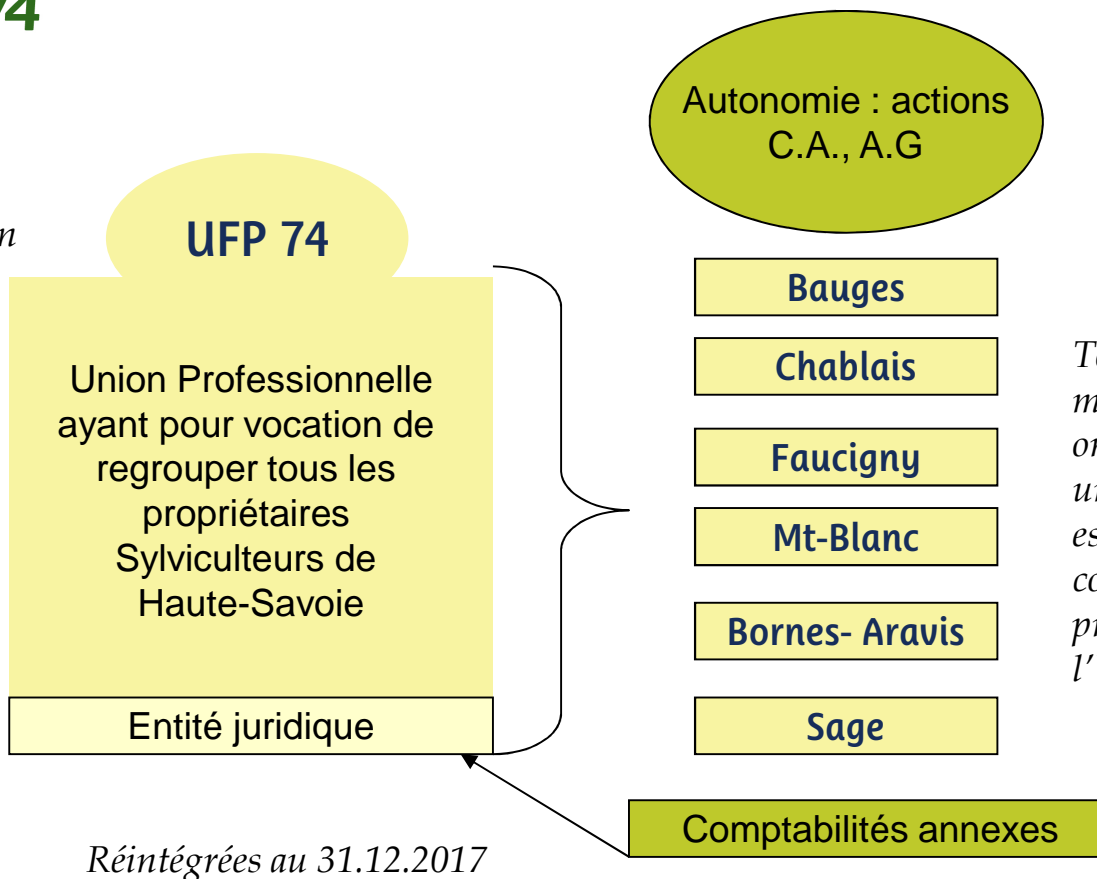 74
Autonomie : actions
C.A., A.G
UFP 74
Bauges
Union Professionnelle
ayant pour vocation de
regrouper tous les
propriétaires
Sylviculteurs de
Haute-Savoie
Chablais
Faucigny
Mt-Blanc
Bornes- Aravis
l'
Entité juridique
Sage
Comptabilités annexes
Réintégrées au 31.12.2017